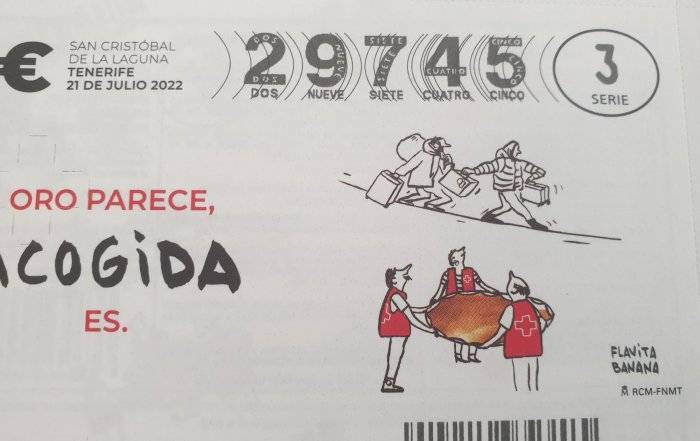 €
SAN CRISTÓBAL
DE LA LAGUNA
TENERIFE
21 DE JULIO 2022
29745
DOS NUEVE SIETE CUATRO CINCO
3
SERIE
ORO PARECE,
ACOGIDA
ES.
FLAVITA
BANANA
RCM-FNMT